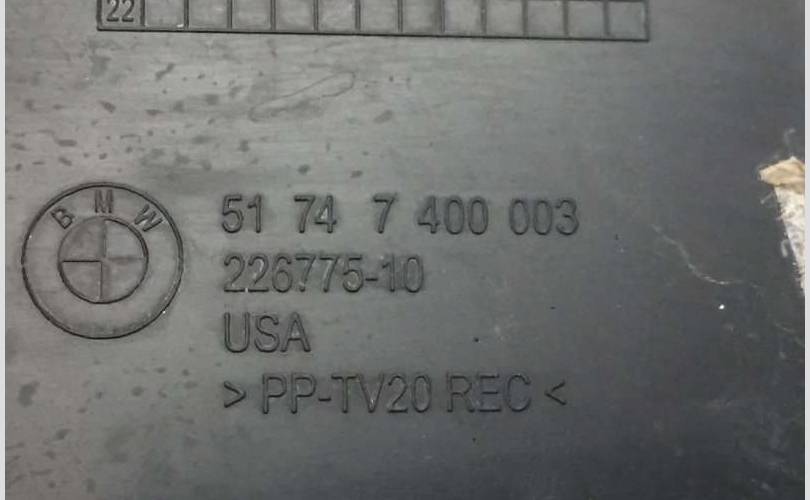 22
BMW
51 74 7 400 003
226775-10
USA
> PP-TV20 REC <